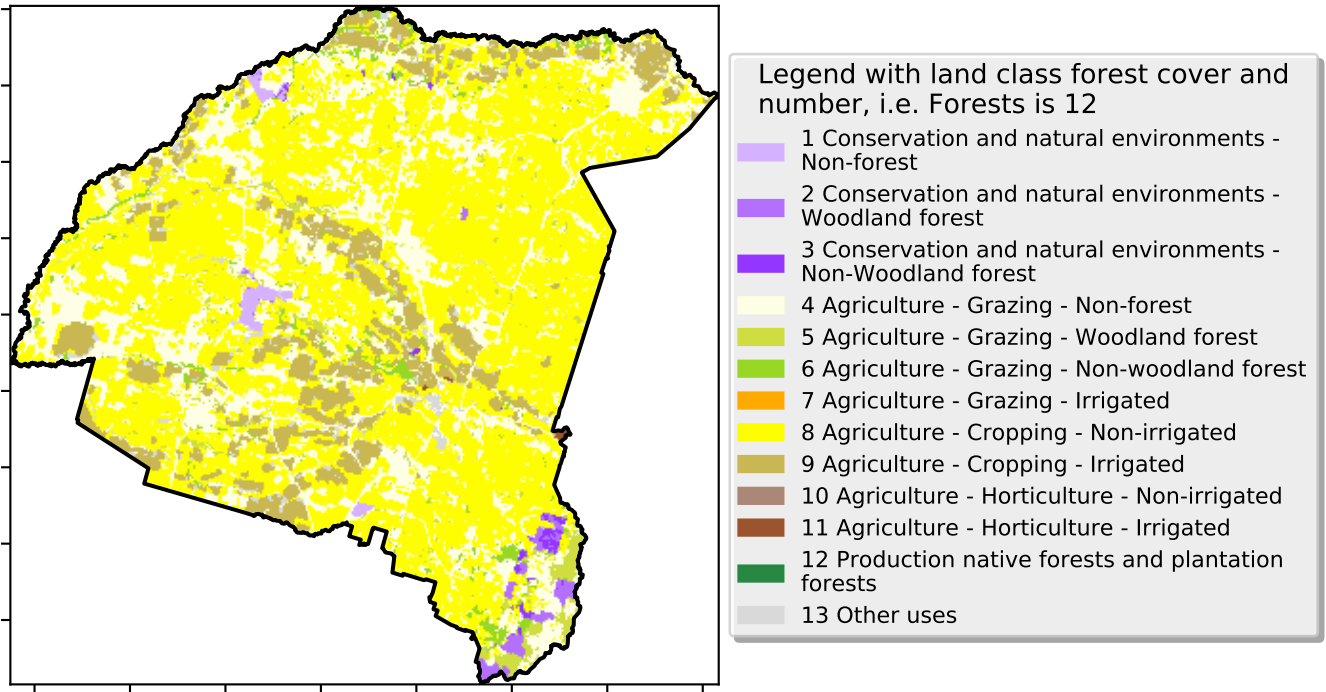 Legend with land class forest cover and
number, i.e. Forests is 12
1 Conservation and natural environments -
Non-forest
2 Conservation and natural environments -
Woodland forest
3 Conservation and natural environments -
Non-Woodland forest
4 Agriculture - Grazing - Non-forest
5 Agriculture - Grazing - Woodland forest
6 Agriculture - Grazing - Non-woodland forest
7 Agriculture - Grazing - Irrigated
8 Agriculture - Cropping - Non-irrigated
9 Agriculture - Cropping - Irrigated
10 Agriculture - Horticulture - Non-irrigated
11 Agriculture - Horticulture - Irrigated
12 Production native forests and plantation
forests
13 Other uses